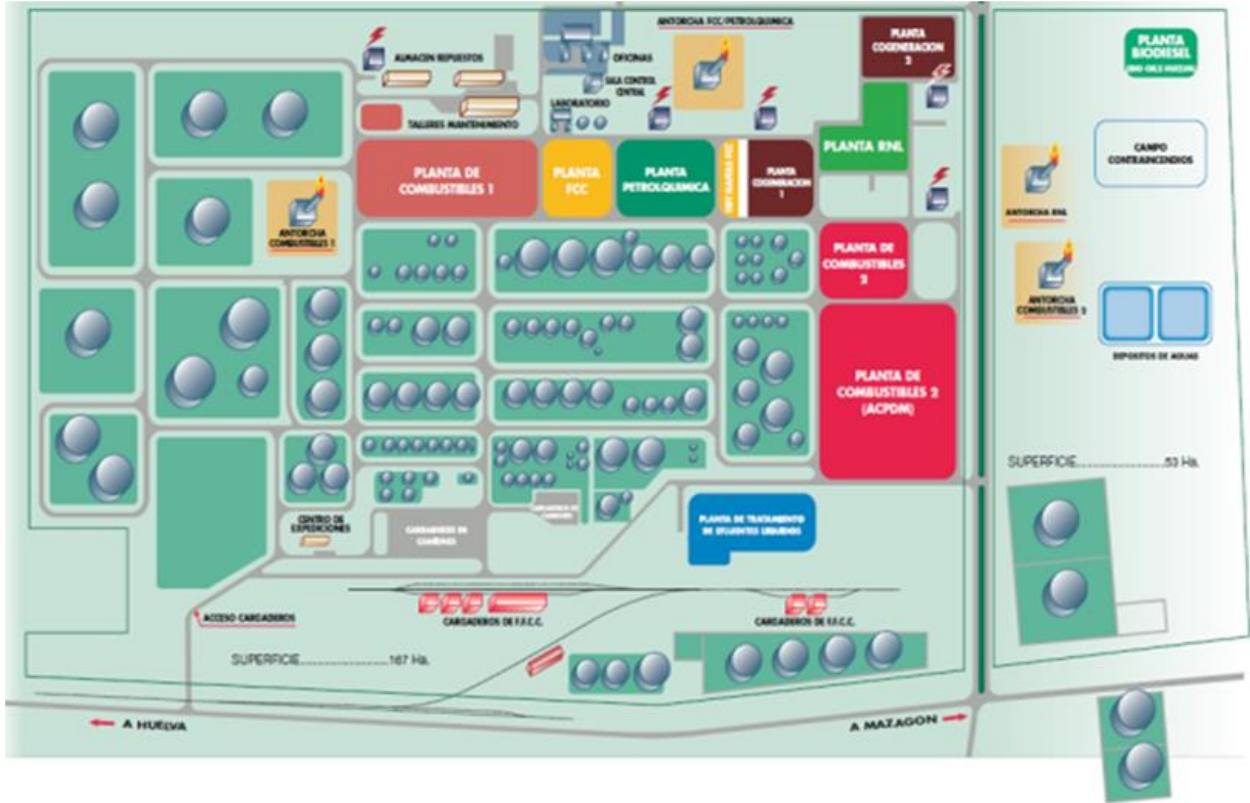 ANTORCHA FCC/PETROLQUIMICA
PLANTA
COGENERACION
2
PLANTA
BIODIESEL
ALMACEN REPUESTOS
OFICINAS
SALA CONTROL
CENTRAL
LABORATORIO
TALLERES MANTENIMIENTO
PLANTA RNL
CAMPO
CONTRAINCENDIOS
PLANTA DE
COMBUSTIBLES 1
PLANTA
FCC
PLANTA
PETROLQUIMICA
PLANTA
COGENERACION
1
ANTORCHA RNL
ANTORCHA
COMBUSTIBLES 1
PLANTA DE
COMBUSTIBLES
2
ANTORCHA
COMBUSTIBLES 2
DEPOSITOS DE AGUAS
PLANTA DE
COMBUSTIBLES 2
(ACPDM)
SUPERFICIE.......................53 Ha.
CENTRO DE
EXPEDICIONES
CARGADEROS DE
CAMIONES
PLANTA DE TRATAMIENTO
DE EFLUENTES LIQUIDOS
ACCESO CARGADEROS
CARGADEROS DE F.F.C.C.
CARGADEROS DE F.F.C.C.
SUPERFICIE.......................167 Ha.
A HUELVA
A MAZAGON